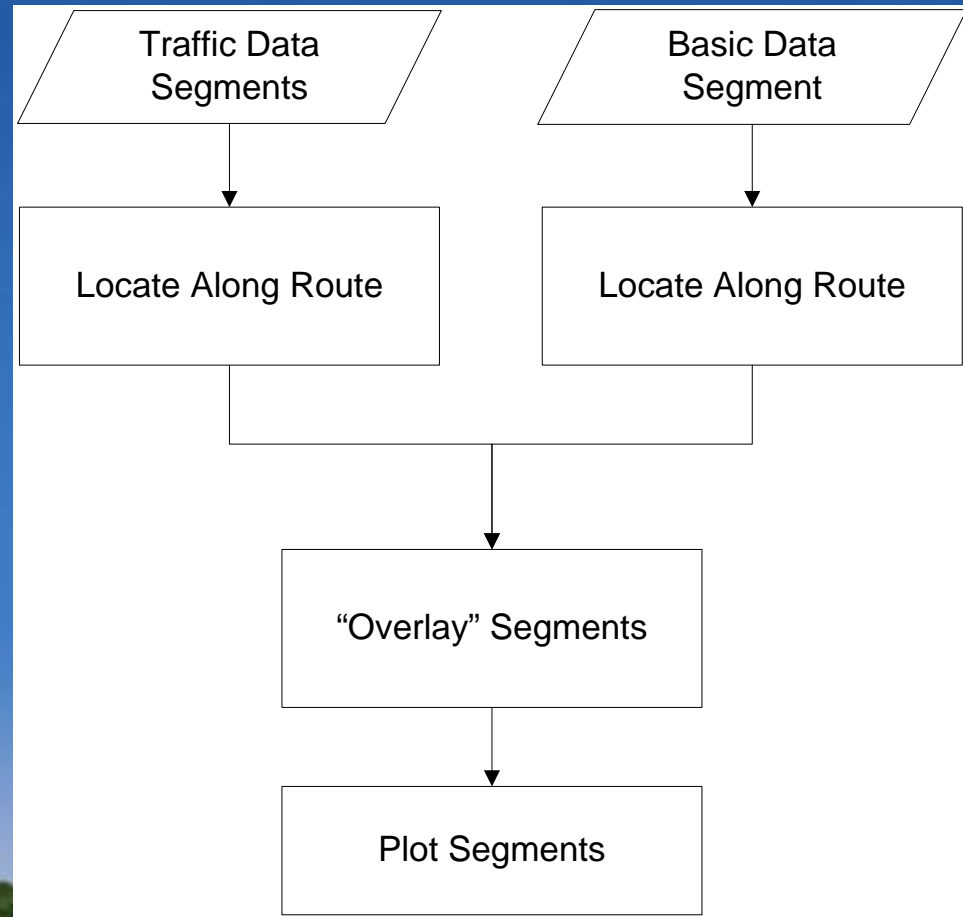 Traffic Data
Segments
Basic Data
Segment
Locate Along Route
Locate Along Route
“Overlay” Segments
Plot Segments